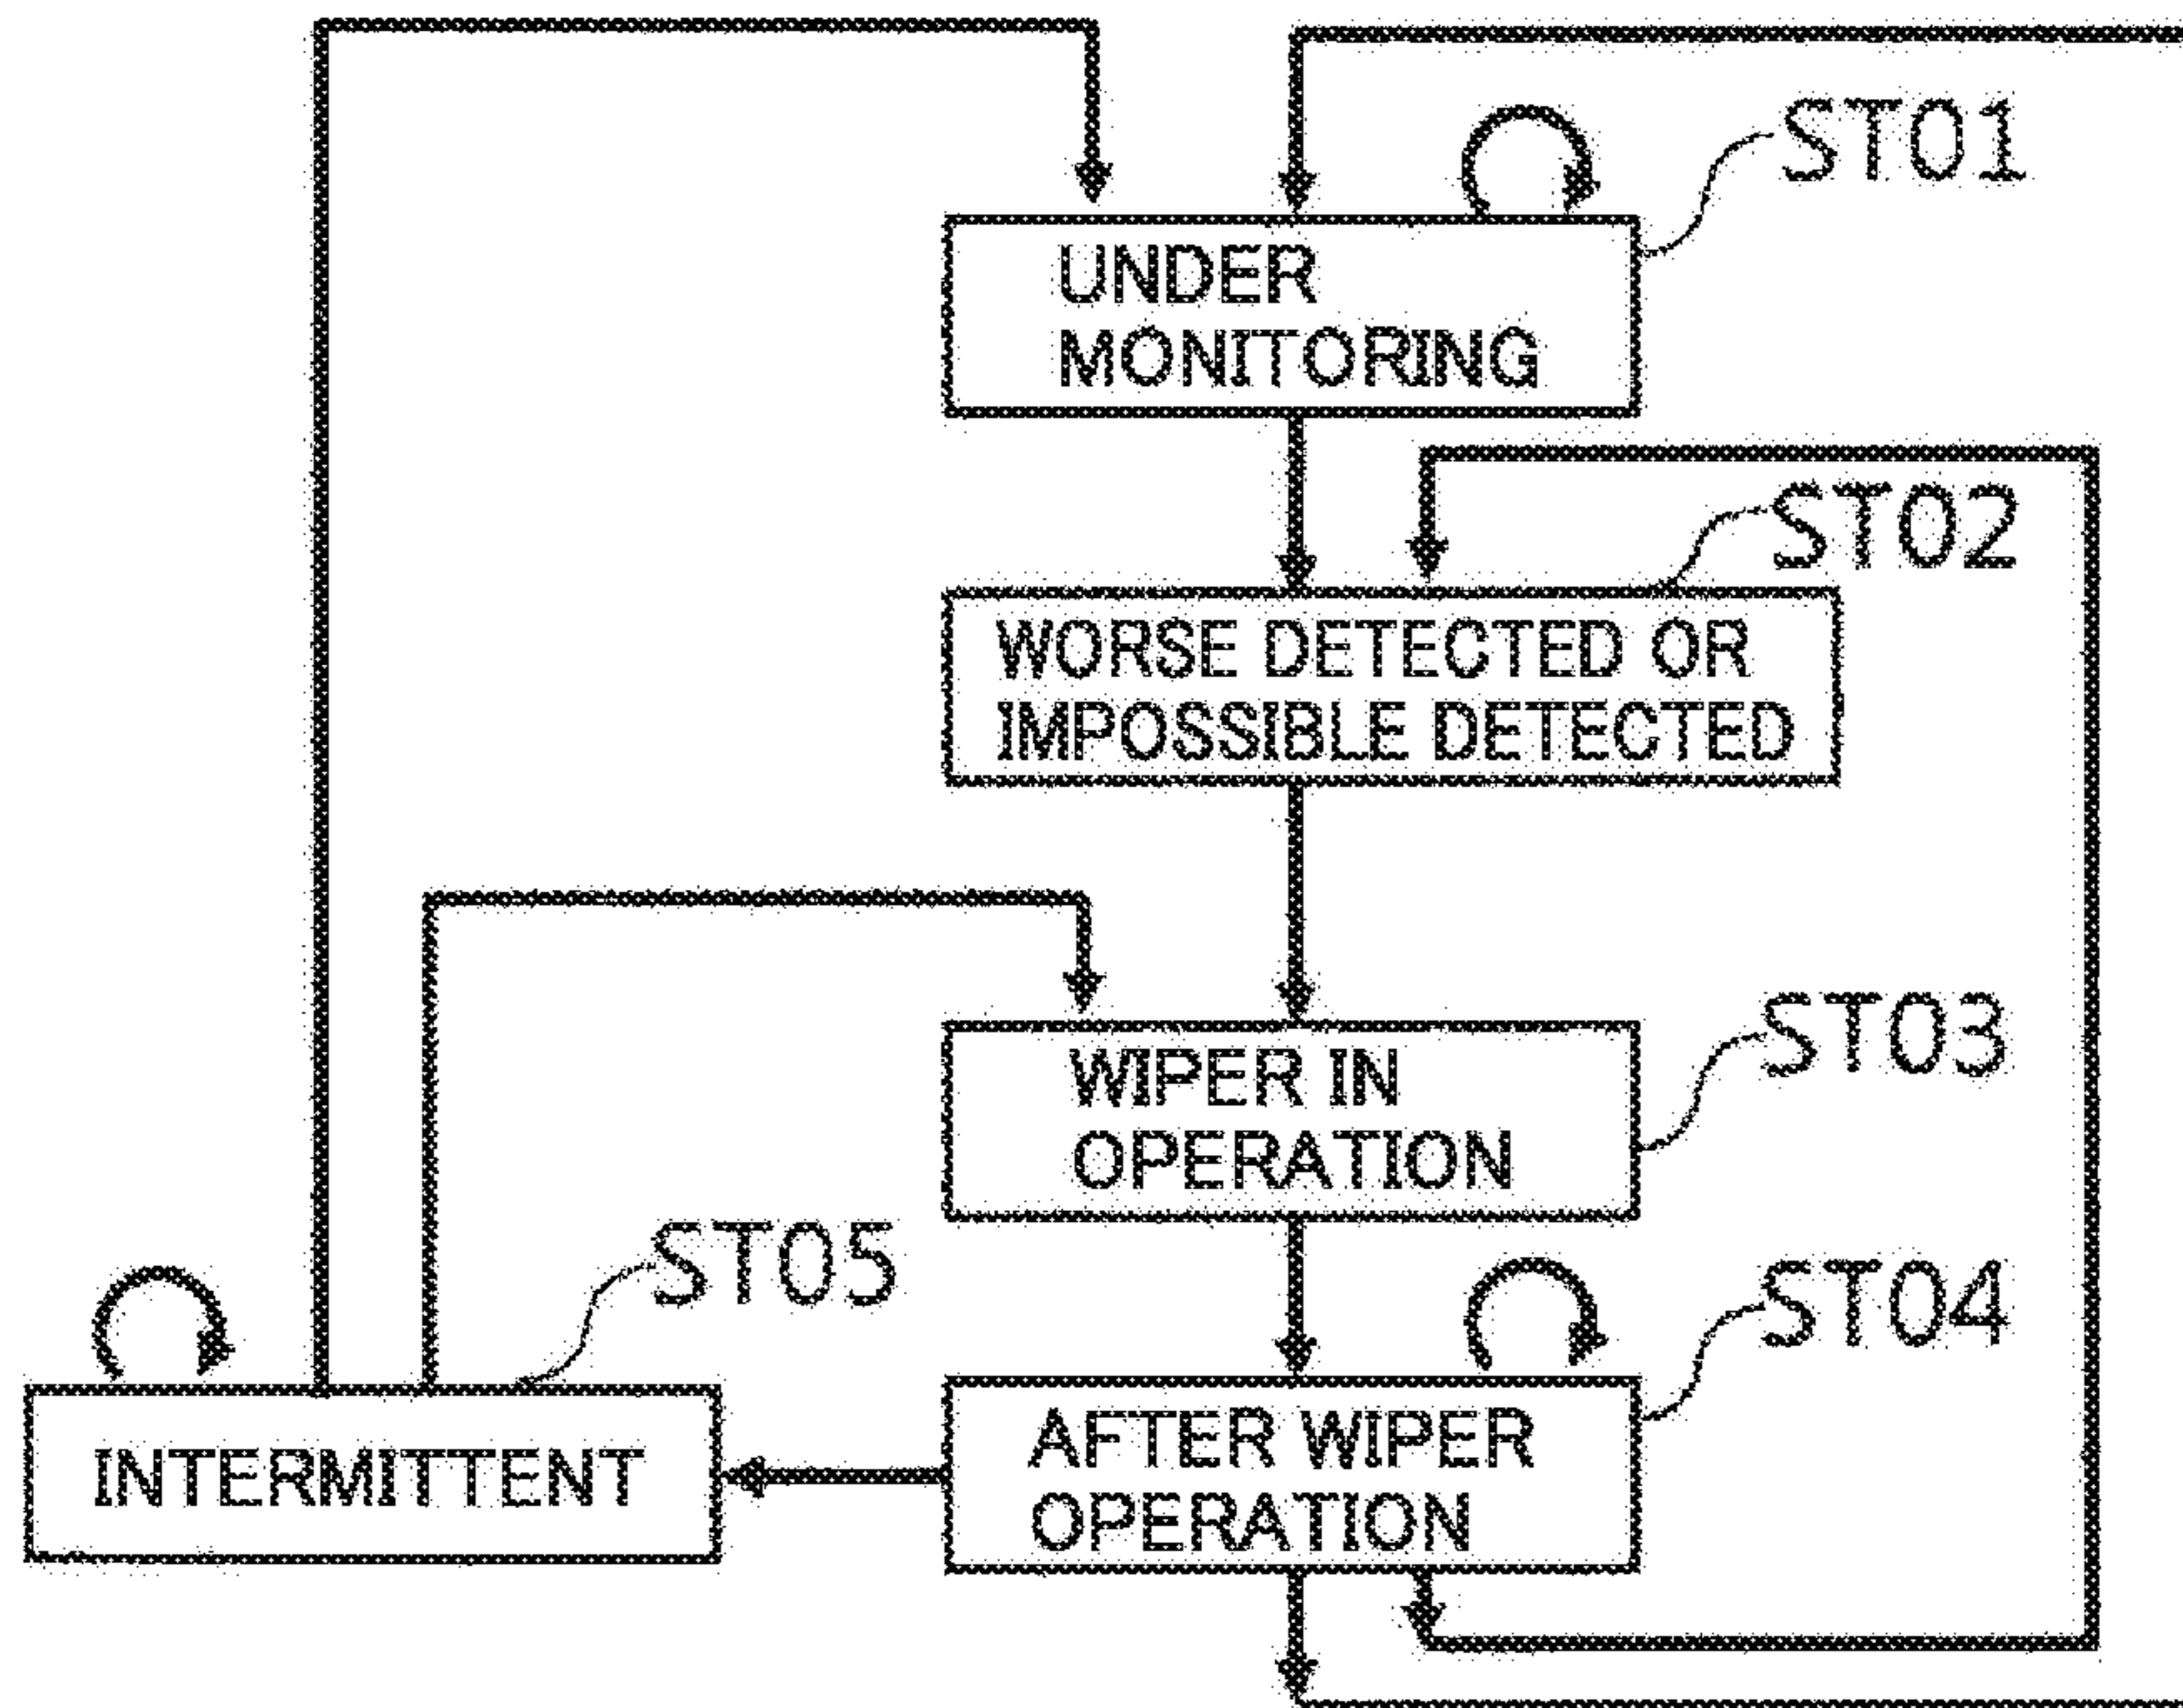 ST01
UNDER
MONITORING
ST02
WORSE DETECTED OR
IMPOSSIBLE DETECTED
ST03
WIPER IN
OPERATION
ST05
ST04
INTERMITTENT
AFTER WIPER
OPERATION